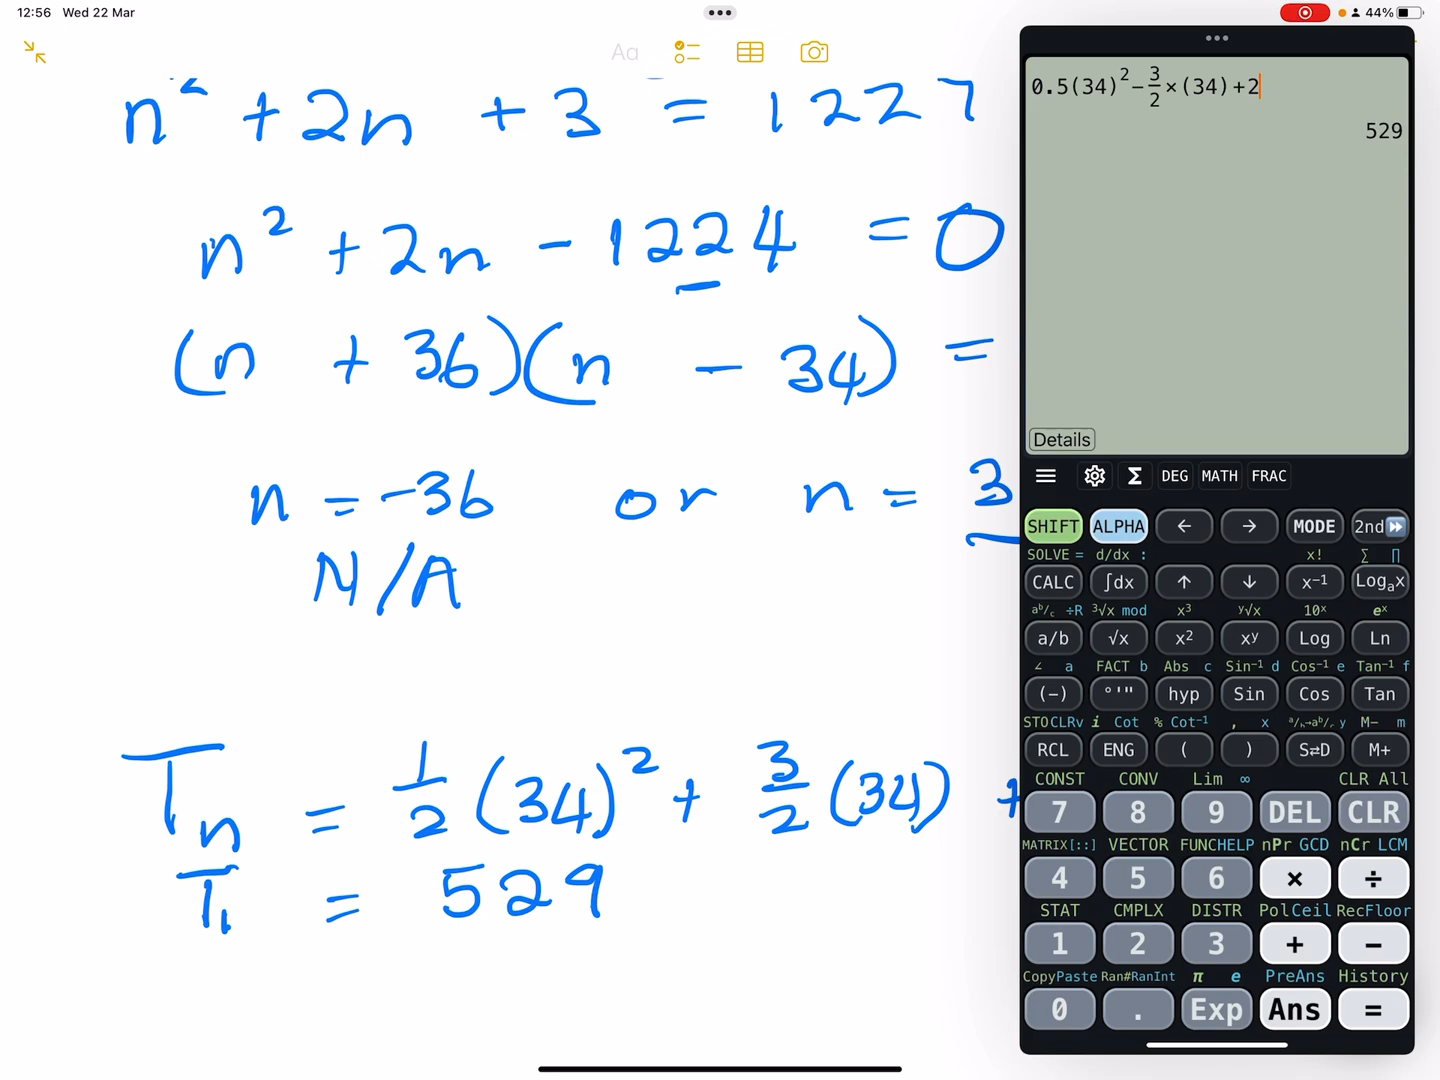 12:56 Wed 22 Mar
44%
Aa
n² + 2n + 3 = 1227
n² + 2n - 1224 = 0
(n + 36)(n - 34) =
n = -36 or n = 3
N/A
Tn = 1/2 (34)² + 3/2 (34) +
T1 = 529
0.5(34)²-3/2×(34)+2
529
Details
DEG MATH FRAC
SHIFT ALPHA ← → MODE 2nd
SOLVE = d/dx : x! ∑ ∏
CALC ∫dx ↑ ↓ x⁻¹ Logₐx
aᵇ/c ÷R ³√x mod x³ ʸ√x 10ˣ eˣ
a/b √x x² xʸ Log Ln
∠ a FACT b Abs c Sin⁻¹ d Cos⁻¹ e Tan⁻¹ f
(−) °'" hyp Sin Cos Tan
STO CLRv i Cot % Cot⁻¹ , x y M− m
RCL ENG ( ) S⇄D M+
CONST CONV Lim ∞ CLR All
7 8 9 DEL CLR
MATRIX[::] VECTOR FUNC HELP nPr GCD nCr LCM
4 5 6 × ÷
STAT CMPLX DISTR Pol Ceil Rec Floor
1 2 3 + −
Copy Paste Ran# RanInt π e PreAns History
0 . Exp Ans =